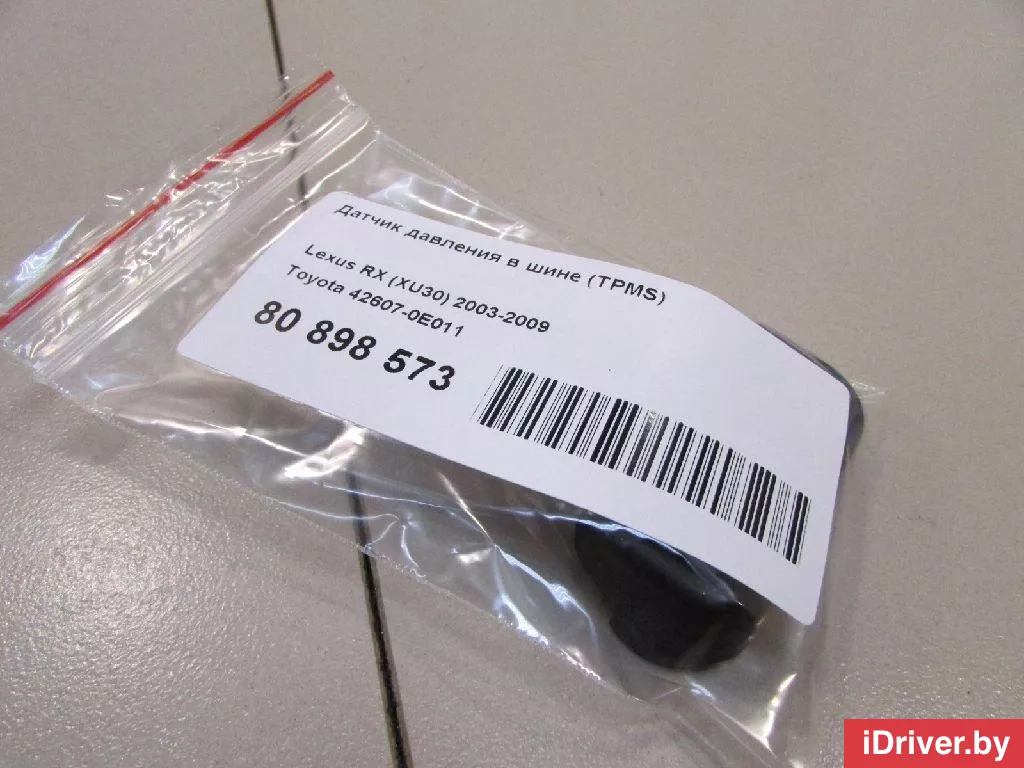 Датчик давления в шине (TPMS)
Lexus RX (XU30) 2003-2009
Toyota 42607-0E011
80 898 573
iDriver.by